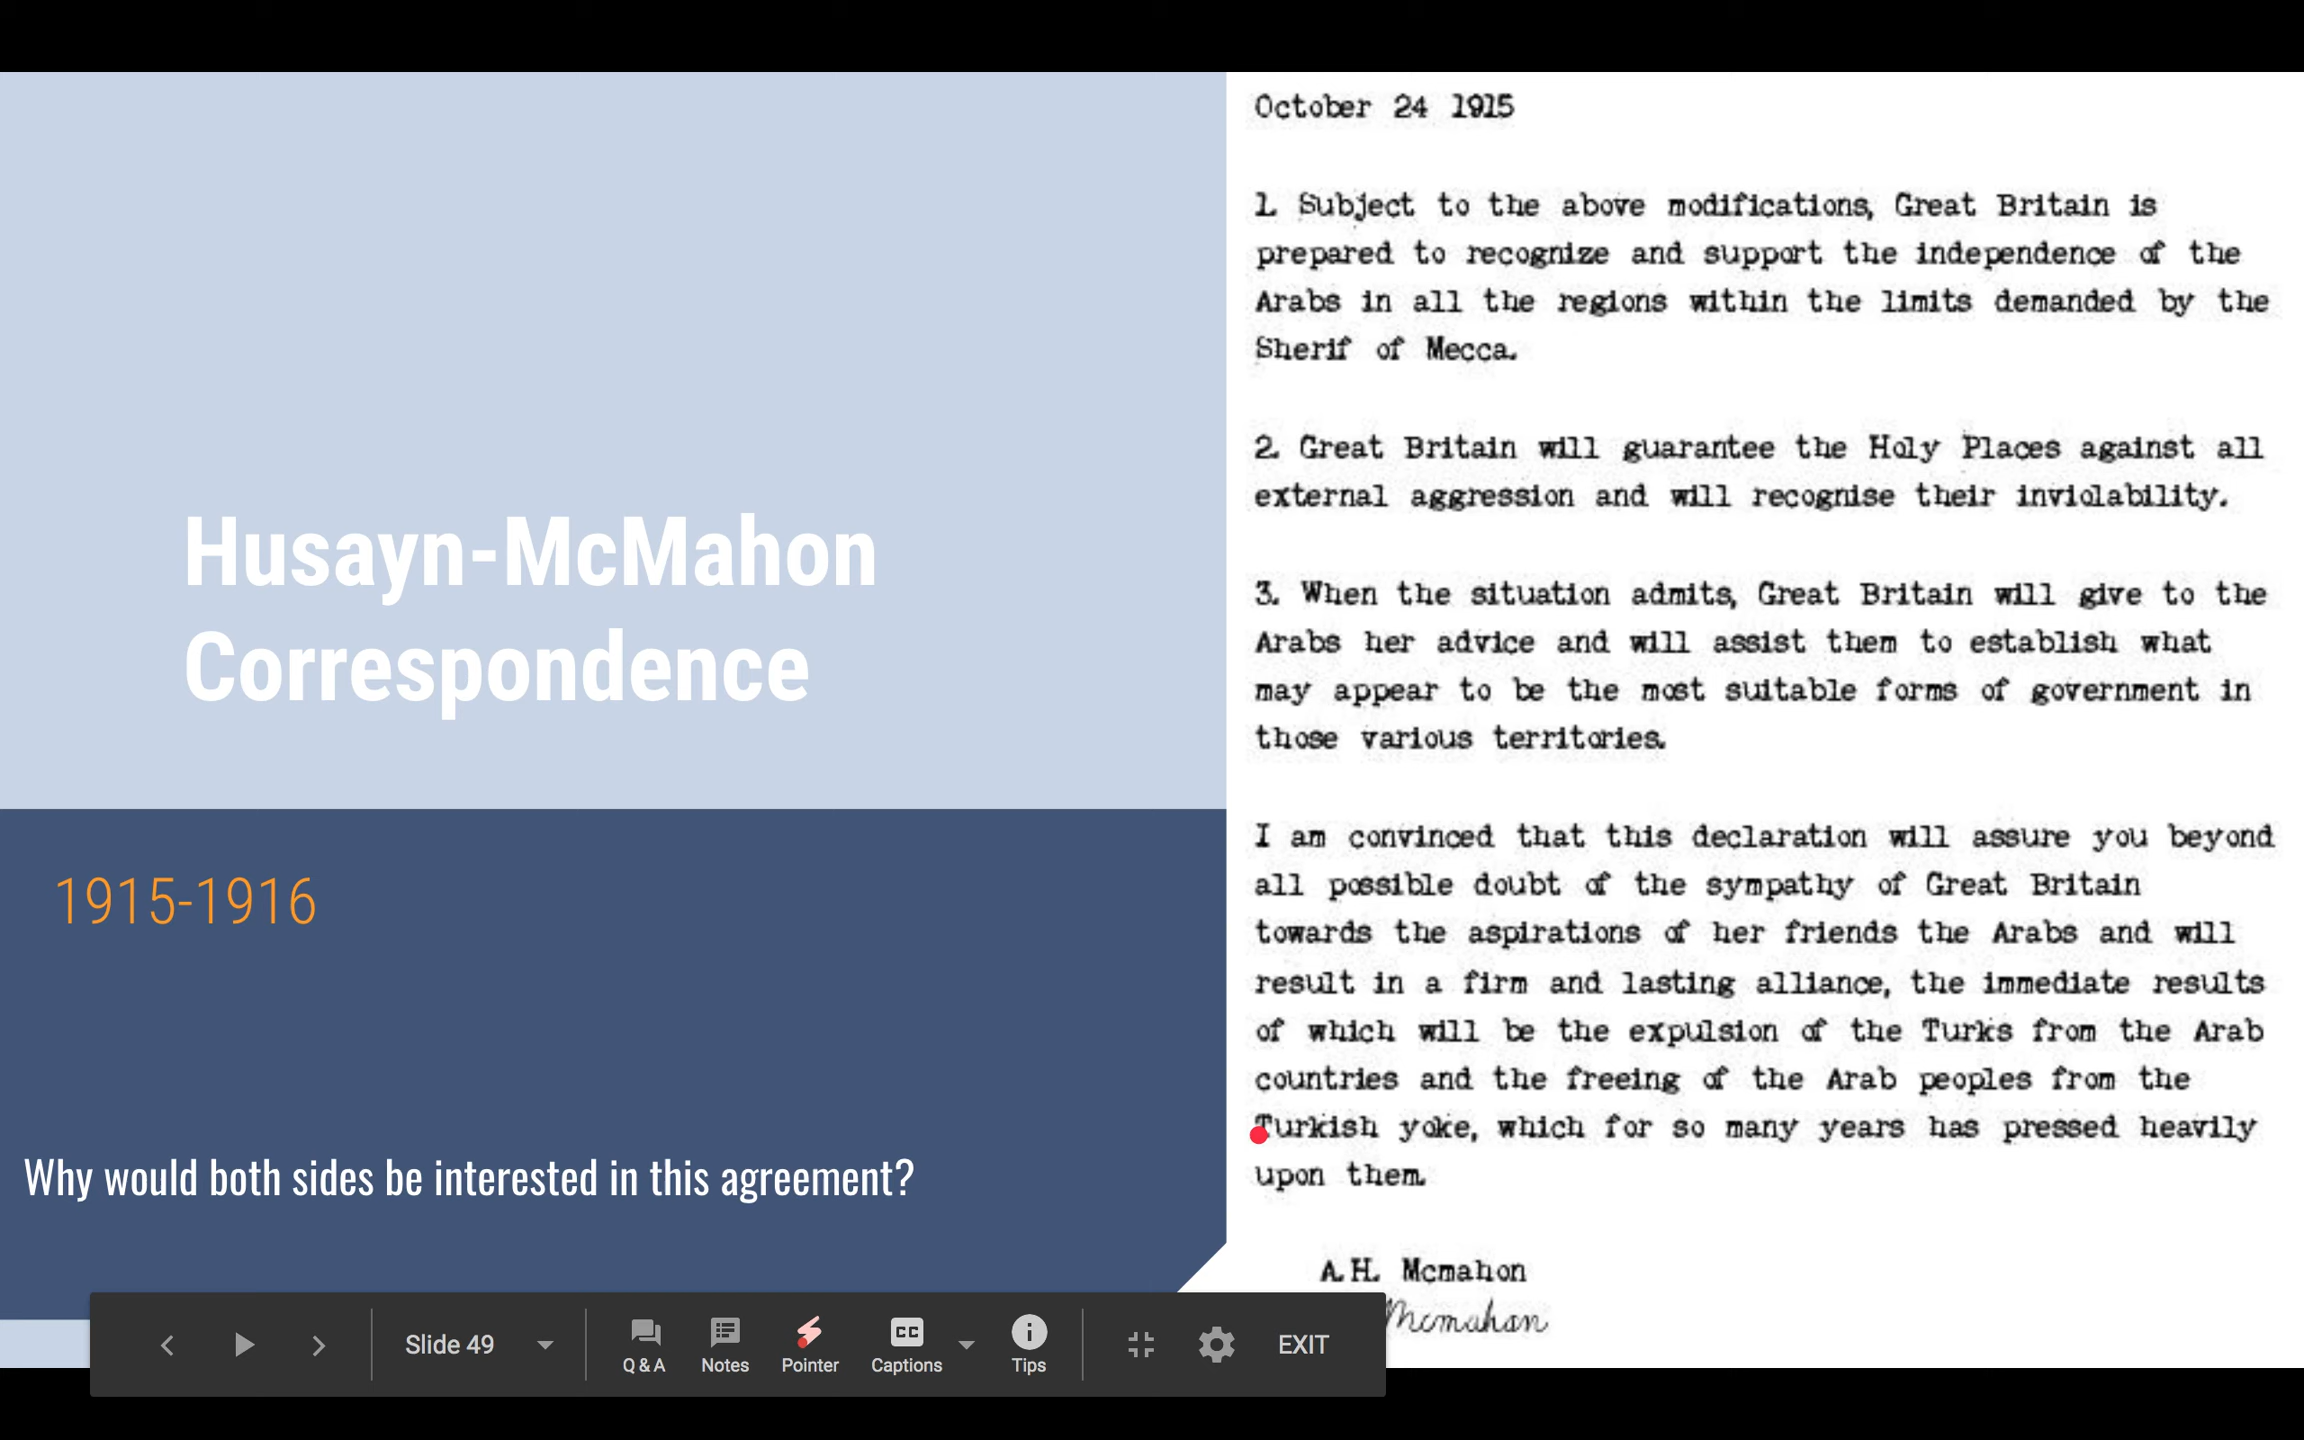 Husayn-McMahon
Correspondence
1915-1916
Why would both sides be interested in this agreement?
October 24 1915
1. Subject to the above modifications, Great Britain is
prepared to recognize and support the independence of the
Arabs in all the regions within the limits demanded by the
Sherif of Mecca.
2. Great Britain will guarantee the Holy Places against all
external aggression and will recognise their inviolability.
3. When the situation admits, Great Britain will give to the
Arabs her advice and will assist them to establish what
may appear to be the most suitable forms of government in
those various territories.
I am convinced that this declaration will assure you beyond
all possible doubt of the sympathy of Great Britain
towards the aspirations of her friends the Arabs and will
result in a firm and lasting alliance, the immediate results
of which will be the expulsion of the Turks from the Arab
countries and the freeing of the Arab peoples from the
Turkish yoke, which for so many years has pressed heavily
upon them.
A.H. Mcmahon
Mcmahon
Slide 49
Q & A
Notes
Pointer
CC
Captions
Tips
EXIT